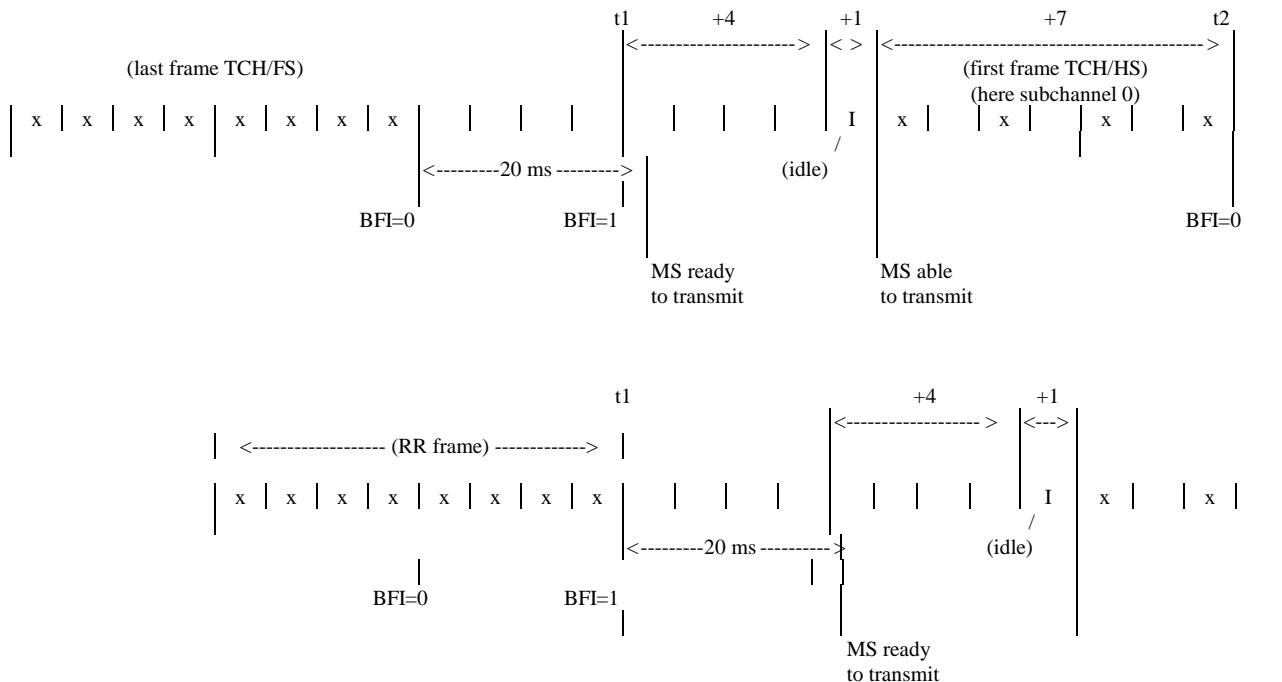 t1 +4 +1 +7 t2
<----------------------> < > <-------------------------------------------->
(last frame TCH/FS) (first frame TCH/HS)
(here subchannel 0)
| x | x | x | x | x | x | x | x | | | | | | | | I | x | | x | | x | | x |
/
<---------20 ms ---------> (idle)
BFI=0 BFI=1 BFI=0
MS ready MS able
to transmit to transmit
t1 +4 +1
<--------------------> <--->
| <------------------- (RR frame) -------------> |
| x | x | x | x | x | x | x | x | | | | | | | | I | x | | x |
/
<---------20 ms ----------> (idle)
BFI=0 BFI=1
MS ready
to transmit